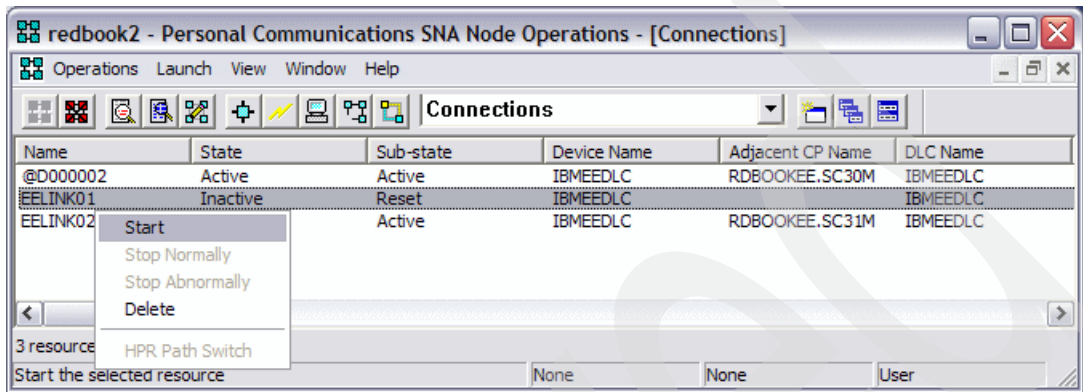 redbook2 - Personal Communications SNA Node Operations - [Connections]
Operations Launch View Window Help
Connections
Name State Sub-state Device Name Adjacent CP Name DLC Name
@D000002 Active Active IBMEEDLC RDBOOKEE.SC30M IBMEEDLC
EELINK01 Inactive Reset IBMEEDLC IBMEEDLC
EELINK02 Active IBMEEDLC RDBOOKEE.SC31M IBMEEDLC
Start
Stop Normally
Stop Abnormally
Delete
HPR Path Switch
3 resource
Start the selected resource None None User